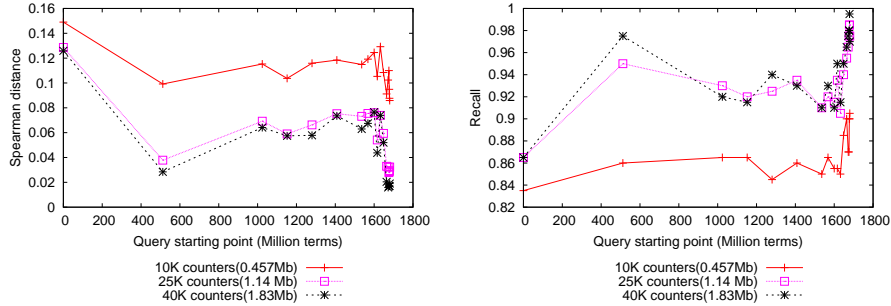 0.16
0.14
0.12
0.1
0.08
0.06
0.04
0.02
0
Spearman distance
0 200 400 600 800 1000 1200 1400 1600 1800
Query starting point (Million terms)
10K counters(0.457Mb)
25K counters(1.14 Mb)
40K counters(1.83Mb)
1
0.98
0.96
0.94
0.92
0.9
0.88
0.86
0.84
0.82
Recall
0 200 400 600 800 1000 1200 1400 1600 1800
Query starting point (Million terms)
10K counters(0.457Mb)
25K counters(1.14 Mb)
40K counters(1.83Mb)